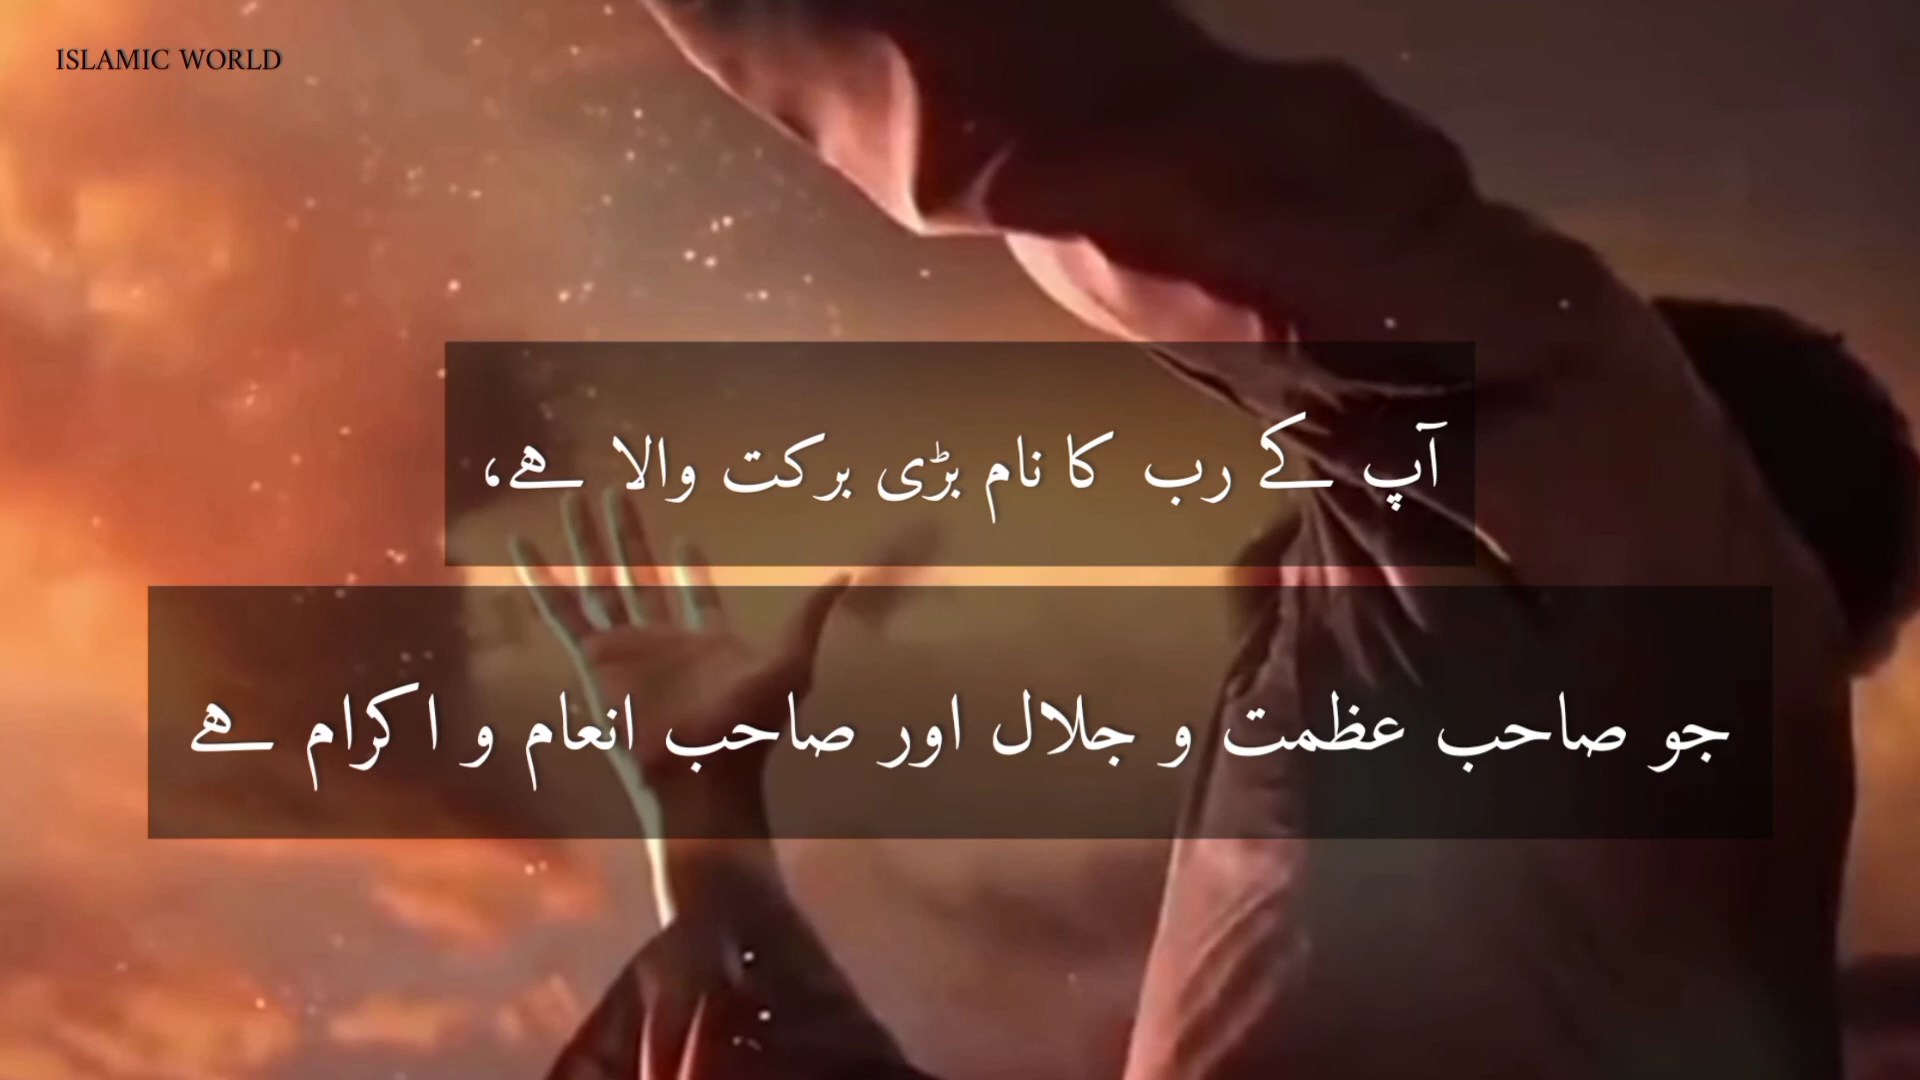 ISLAMIC WORLD
آپ کے رب کا نام بڑی برکت والا ہے،
جو صاحب عظمت و جلال اور صاحب انعام و اکرام ہے